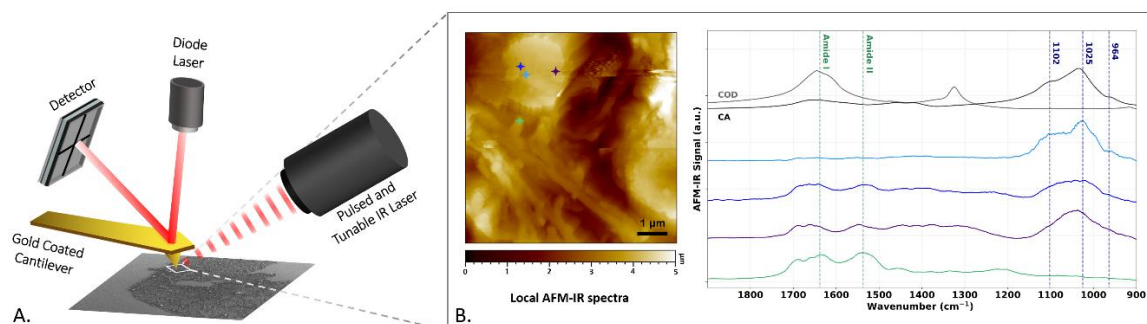 Diode
Laser
Detector
Pulsed and
Tunable IR Laser
Gold Coated
Cantilever
A.
1 µm
0 1 2 3 4 5
um
Local AFM-IR spectra
B.
Amide I
Amide II
1102
1025
964
COD
CA
AFM-IR Signal (a.u.)
1800 1700 1600 1500 1400 1300 1200 1100 1000 900
Wavenumber (cm⁻¹)